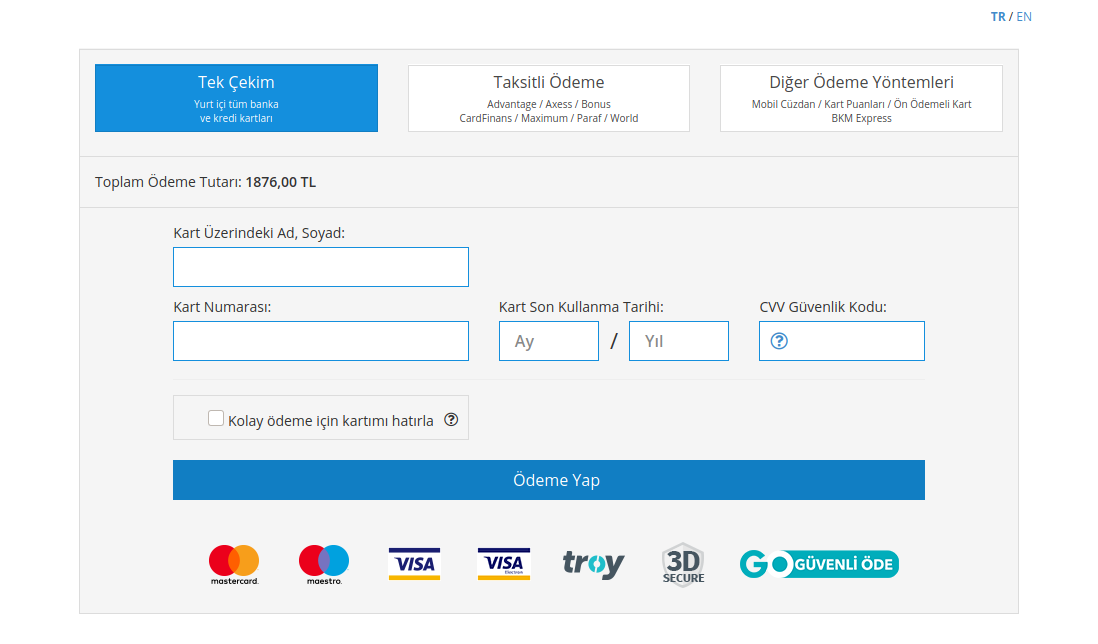 TR / EN
Tek Çekim
Yurt içi tüm banka
ve kredi kartları
Taksitli Ödeme
Advantage / Axess / Bonus
CardFinans / Maximum / Paraf / World
Diğer Ödeme Yöntemleri
Mobil Cüzdan / Kart Puanları / Ön Ödemeli Kart
BKM Express
Toplam Ödeme Tutarı: 1876,00 TL
Kart Üzerindeki Ad, Soyad:
Kart Numarası:
Kart Son Kullanma Tarihi:
CVV Güvenlik Kodu:
Ay / Yıl
?
Kolay ödeme için kartımı hatırla ?
Ödeme Yap
mastercard.
maestro.
VISA
VISA
Electron
troy
3D
SECURE
GO GÜVENLİ ÖDE